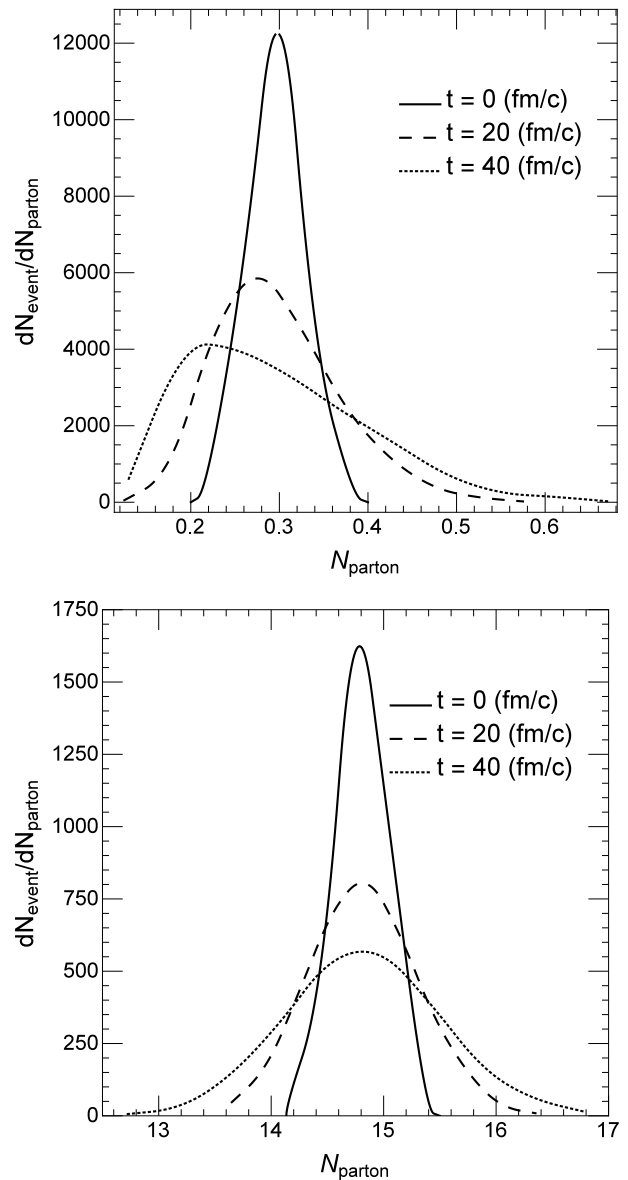 12000
10000
8000
6000
4000
2000
0
dN_event/dN_parton
t = 0 (fm/c)
t = 20 (fm/c)
t = 40 (fm/c)
0.2 0.3 0.4 0.5 0.6
N_parton
1750
1500
1250
1000
750
500
250
0
dN_event/dN_parton
t = 0 (fm/c)
t = 20 (fm/c)
t = 40 (fm/c)
13 14 15 16 17
N_parton